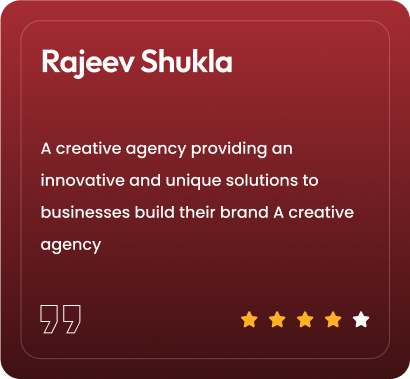 Rajeev Shukla
A creative agency providing an
innovative and unique solutions to
businesses build their brand A creative
agency